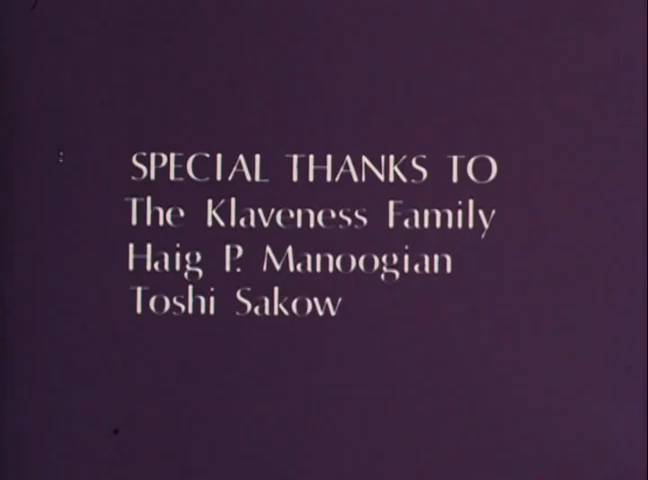 SPECIAL THANKS TO
The Klaveness Family
Haig P. Manoogian
Toshi Sakow